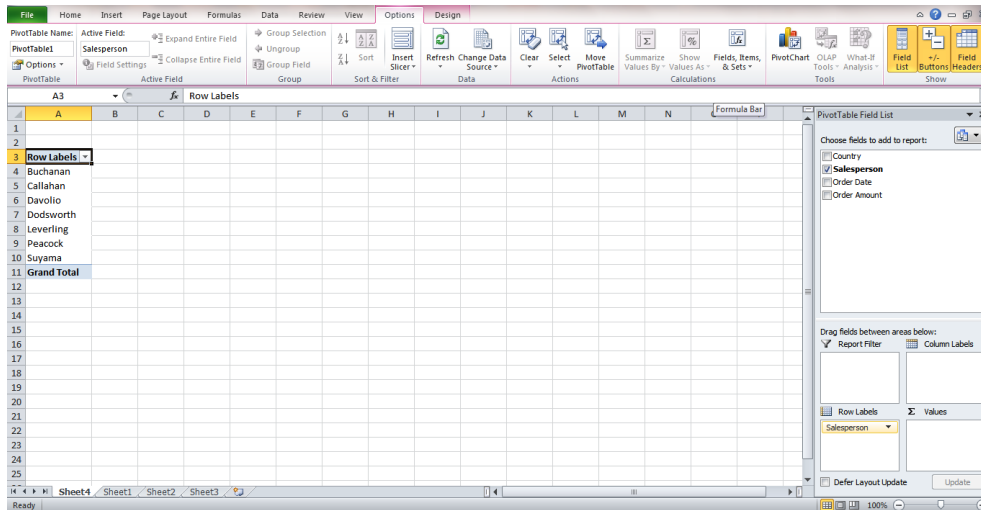 File Home Insert Page Layout Formulas Data Review View Options Design
PivotTable Name: Active Field:
PivotTable1 Salesperson
Options Field Settings
Expand Entire Field
Collapse Entire Field
Group Selection
Ungroup
Group Field
Sort
Insert Slicer
Refresh Change Data Source
Clear Select Move PivotTable
Summarize Values By Show Values As Fields, Items, & Sets
PivotChart OLAP Tools What-If Analysis
Field List +/- Buttons Field Headers
PivotTable Active Field Group Sort & Filter Data Actions Calculations Tools Show
A3 fx Row Labels
Formula Bar
A B C D E F G H I J K L M N
1
2
3 Row Labels
4 Buchanan
5 Callahan
6 Davolio
7 Dodsworth
8 Leverling
9 Peacock
10 Suyama
11 Grand Total
12
13
14
15
16
17
18
19
20
21
22
23
24
25
Sheet4 Sheet1 Sheet2 Sheet3
Ready 100%
PivotTable Field List
Choose fields to add to report:
Country
Salesperson
Order Date
Order Amount
Drag fields between areas below:
Report Filter Column Labels
Row Labels Σ Values
Salesperson
Defer Layout Update Update